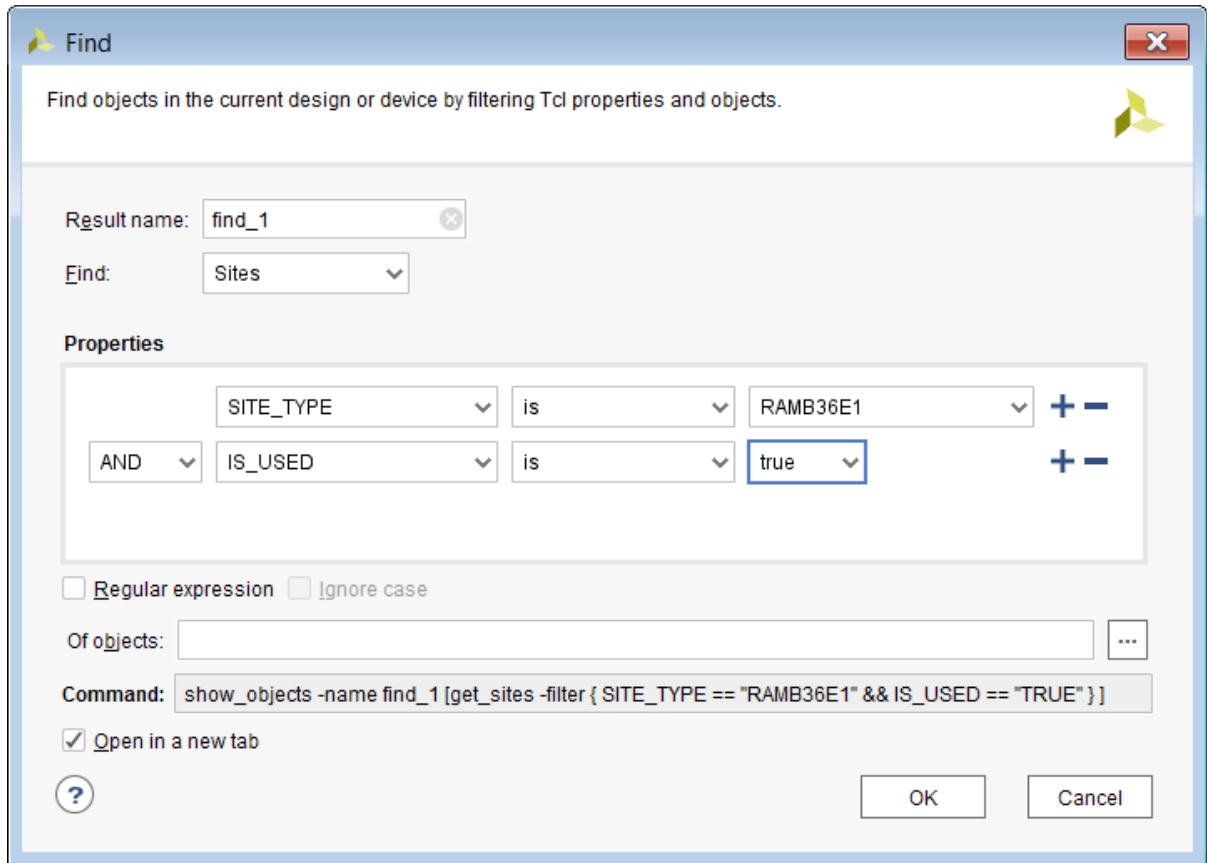 Find
Find objects in the current design or device by filtering Tcl properties and objects.
Result name: find_1
Find: Sites
Properties
SITE_TYPE is RAMB36E1
AND IS_USED is true
Regular expression Ignore case
Of objects: ...
Command: show_objects -name find_1 [get_sites -filter { SITE_TYPE == "RAMB36E1" && IS_USED == "TRUE" } ]
Open in a new tab
? OK Cancel